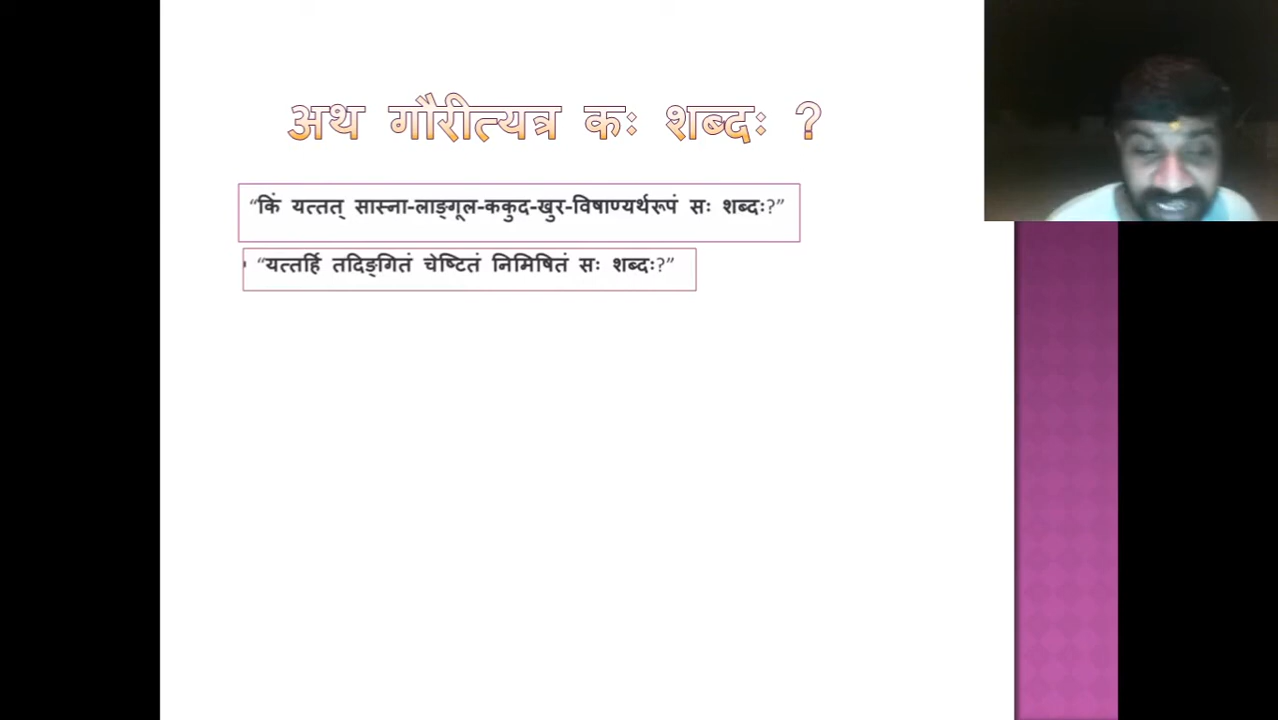 अथ गौरीत्यत्र कः शब्दः ?
“किं यत्तत् सास्ना-लाङ्गूल-ककुद-खुर-विषाण्यर्थरूपं सः शब्दः?”
“यत्तर्हि तदिङ्गितं चेष्टितं निमिषितं सः शब्दः?”